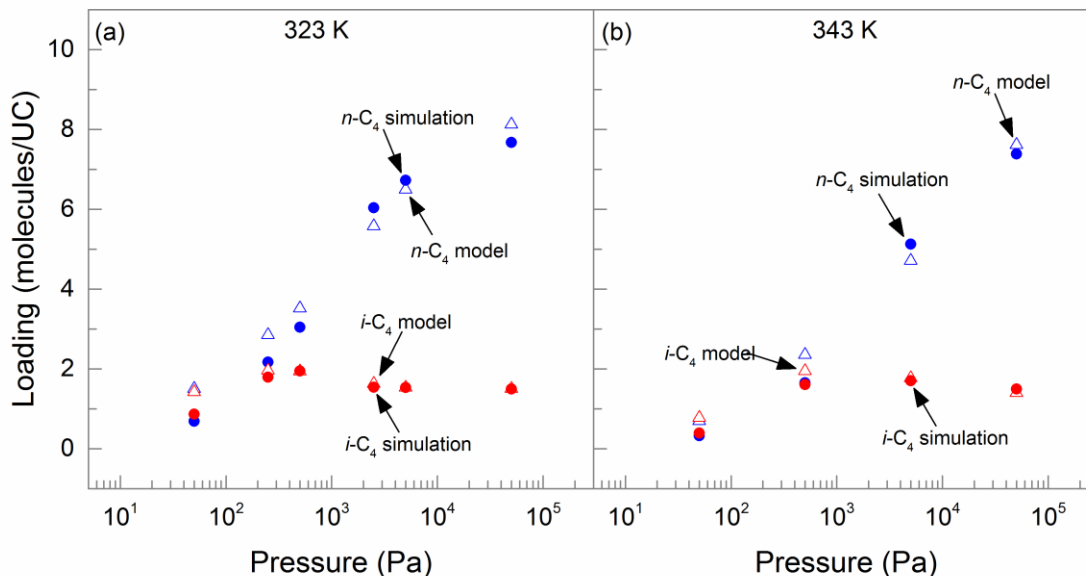 (a)
323 K
(b)
343 K
Loading (molecules/UC)
10
8
6
4
2
0
n-C₄ simulation
n-C₄ model
i-C₄ model
i-C₄ simulation
n-C₄ model
n-C₄ simulation
i-C₄ model
i-C₄ simulation
10¹ 10² 10³ 10⁴ 10⁵
10¹ 10² 10³ 10⁴ 10⁵
Pressure (Pa)
Pressure (Pa)